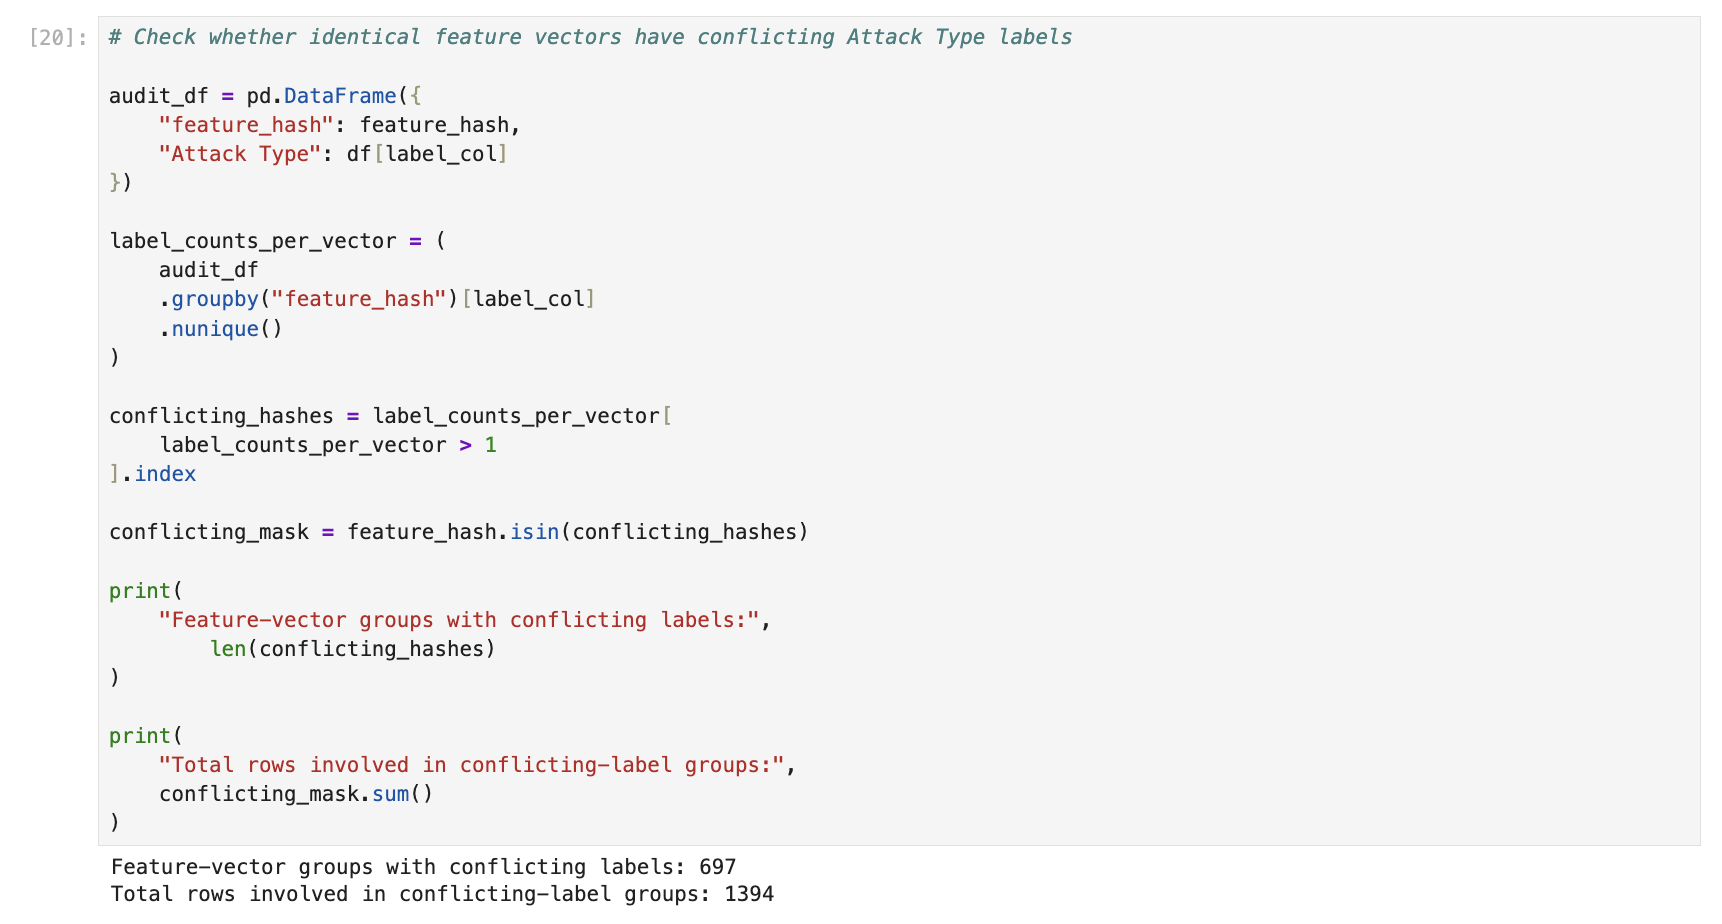 [20]: # Check whether identical feature vectors have conflicting Attack Type labels
audit_df = pd.DataFrame({
    "feature_hash": feature_hash,
    "Attack Type": df[label_col]
})
label_counts_per_vector = (
    audit_df
    .groupby("feature_hash")[label_col]
    .nunique()
)
conflicting_hashes = label_counts_per_vector[
    label_counts_per_vector > 1
].index
conflicting_mask = feature_hash.isin(conflicting_hashes)
print(
    "Feature-vector groups with conflicting labels:",
        len(conflicting_hashes)
)
print(
    "Total rows involved in conflicting-label groups:",
    conflicting_mask.sum()
)
Feature-vector groups with conflicting labels: 697
Total rows involved in conflicting-label groups: 1394